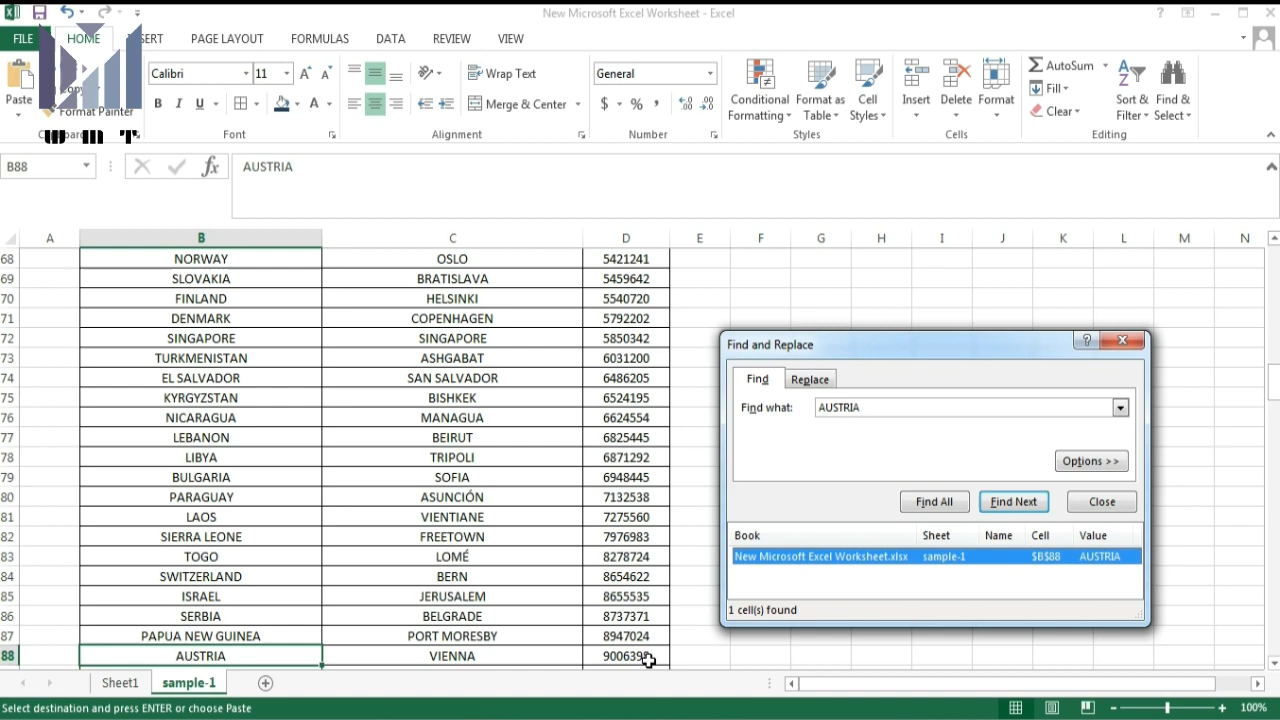 New Microsoft Excel Worksheet - Excel
FILE HOME INSERT PAGE LAYOUT FORMULAS DATA REVIEW VIEW
Calibri 11 Wrap Text General AutoSum
Paste Copy Fill
Format Painter B I U Merge & Center $ % , Conditional Formatting Format as Table Cell Styles Insert Delete Format Clear Sort & Filter Find & Select
Clipboard Font Alignment Number Styles Cells Editing
B88 fx AUSTRIA
A B C D E F G H I J K L M N
68 NORWAY OSLO 5421241
69 SLOVAKIA BRATISLAVA 5459642
70 FINLAND HELSINKI 5540720
71 DENMARK COPENHAGEN 5792202
72 SINGAPORE SINGAPORE 5850342
73 TURKMENISTAN ASHGABAT 6031200
74 EL SALVADOR SAN SALVADOR 6486205
75 KYRGYZSTAN BISHKEK 6524195
76 NICARAGUA MANAGUA 6624554
77 LEBANON BEIRUT 6825445
78 LIBYA TRIPOLI 6871292
79 BULGARIA SOFIA 6948445
80 PARAGUAY ASUNCIÓN 7132538
81 LAOS VIENTIANE 7275560
82 SIERRA LEONE FREETOWN 7976983
83 TOGO LOMÉ 8278724
84 SWITZERLAND BERN 8654622
85 ISRAEL JERUSALEM 8655535
86 SERBIA BELGRADE 8737371
87 PAPUA NEW GUINEA PORT MORESBY 8947024
88 AUSTRIA VIENNA
Find and Replace
Find Replace
Find what: AUSTRIA
Options >>
Find All Find Next Close
Book Sheet Name Cell Value
New Microsoft Excel Worksheet.xlsx sample-1 $B$88 AUSTRIA
1 cell(s) found
Sheet1 sample-1
Select destination and press ENTER or choose Paste 100%